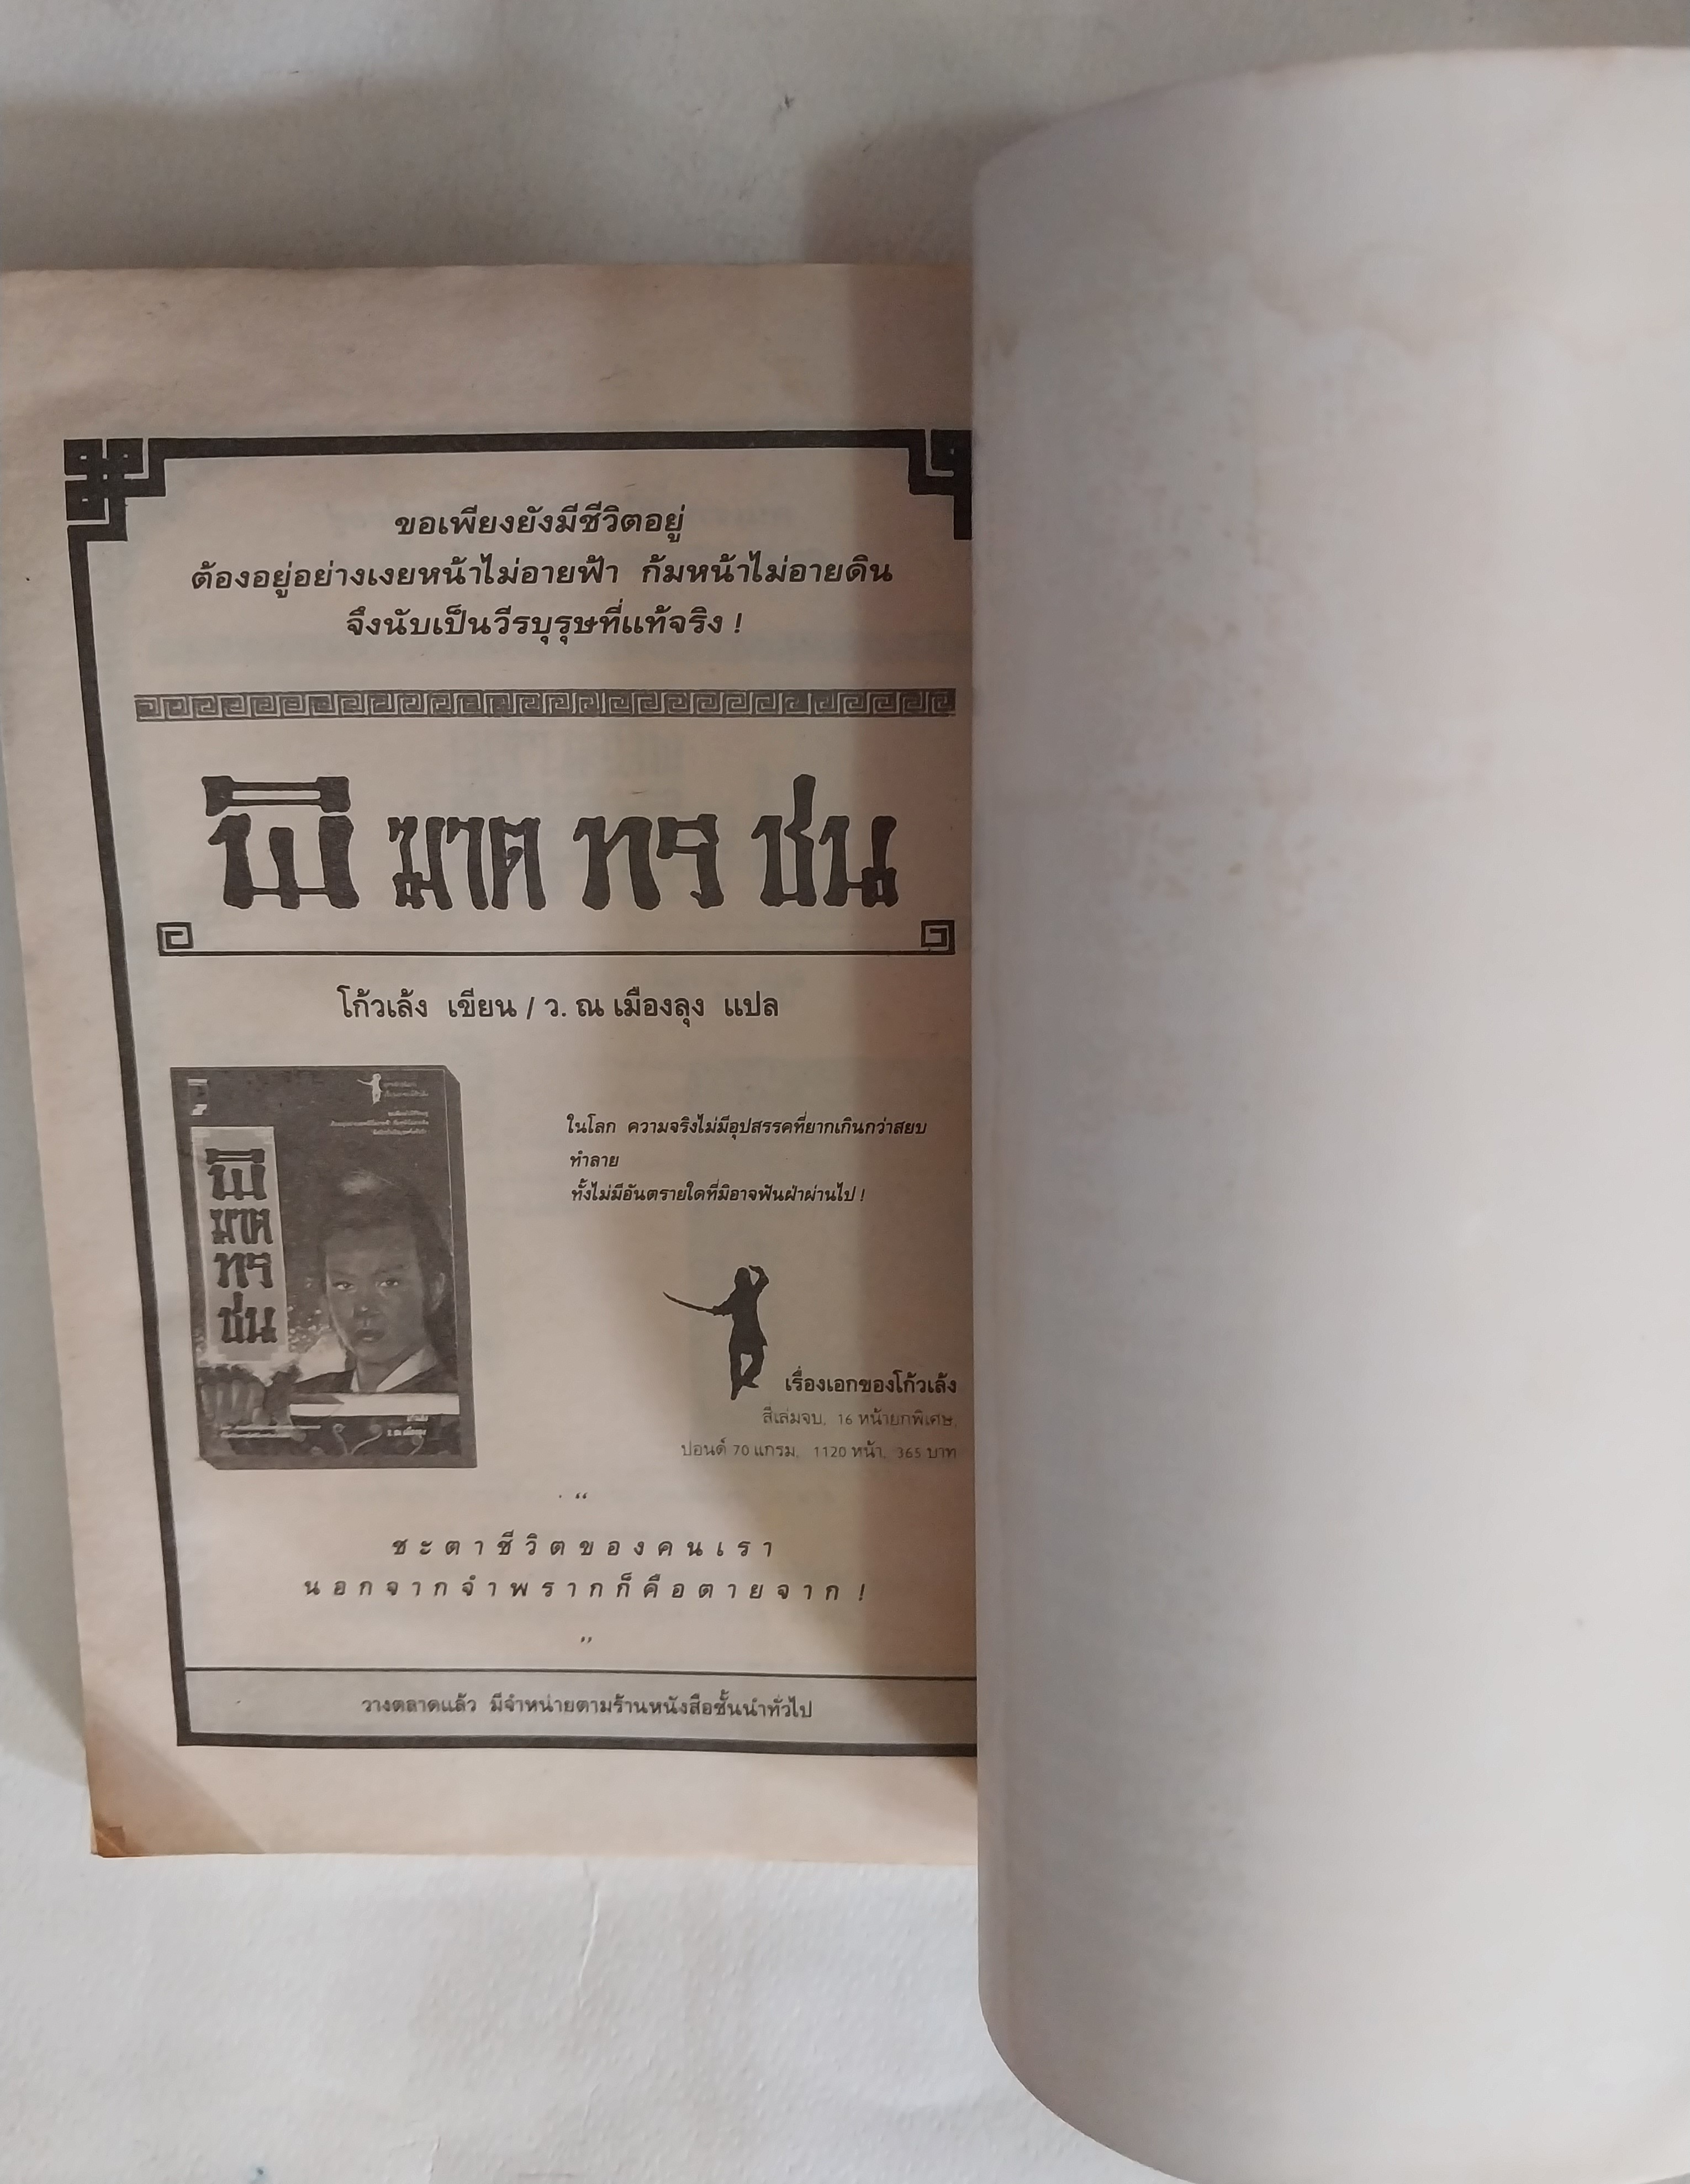 ขอเพียงยังมีชีวิตอยู่
ต้องอยู่อย่างเงยหน้าไม่อายฟ้า ก้มหน้าไม่อายดิน
จึงนับเป็นวีรบุรุษที่แท้จริง !
พิฆาตทรชน
โก้วเล้ง เขียน / ว. ณ เมืองลุง แปล
พิ
ฆาต
ทร
ชน
ในโลก ความจริงไม่มีอุปสรรคที่ยากเกินกว่าสยบ
ทำลาย
ทั้งไม่มีอันตรายใดที่มิอาจฟันฝ่าผ่านไป !
เรื่องเอกของโก้วเล้ง
สี่เล่มจบ, 16 หน้ายกพิเศษ,
ปอนด์ 70 แกรม, 1120 หน้า, 365 บาท
“
ชะตาชีวิตของคนเรา
นอกจากจำพรากก็คือตายจาก !
”
วางตลาดแล้ว มีจำหน่ายตามร้านหนังสือชั้นนำทั่วไป